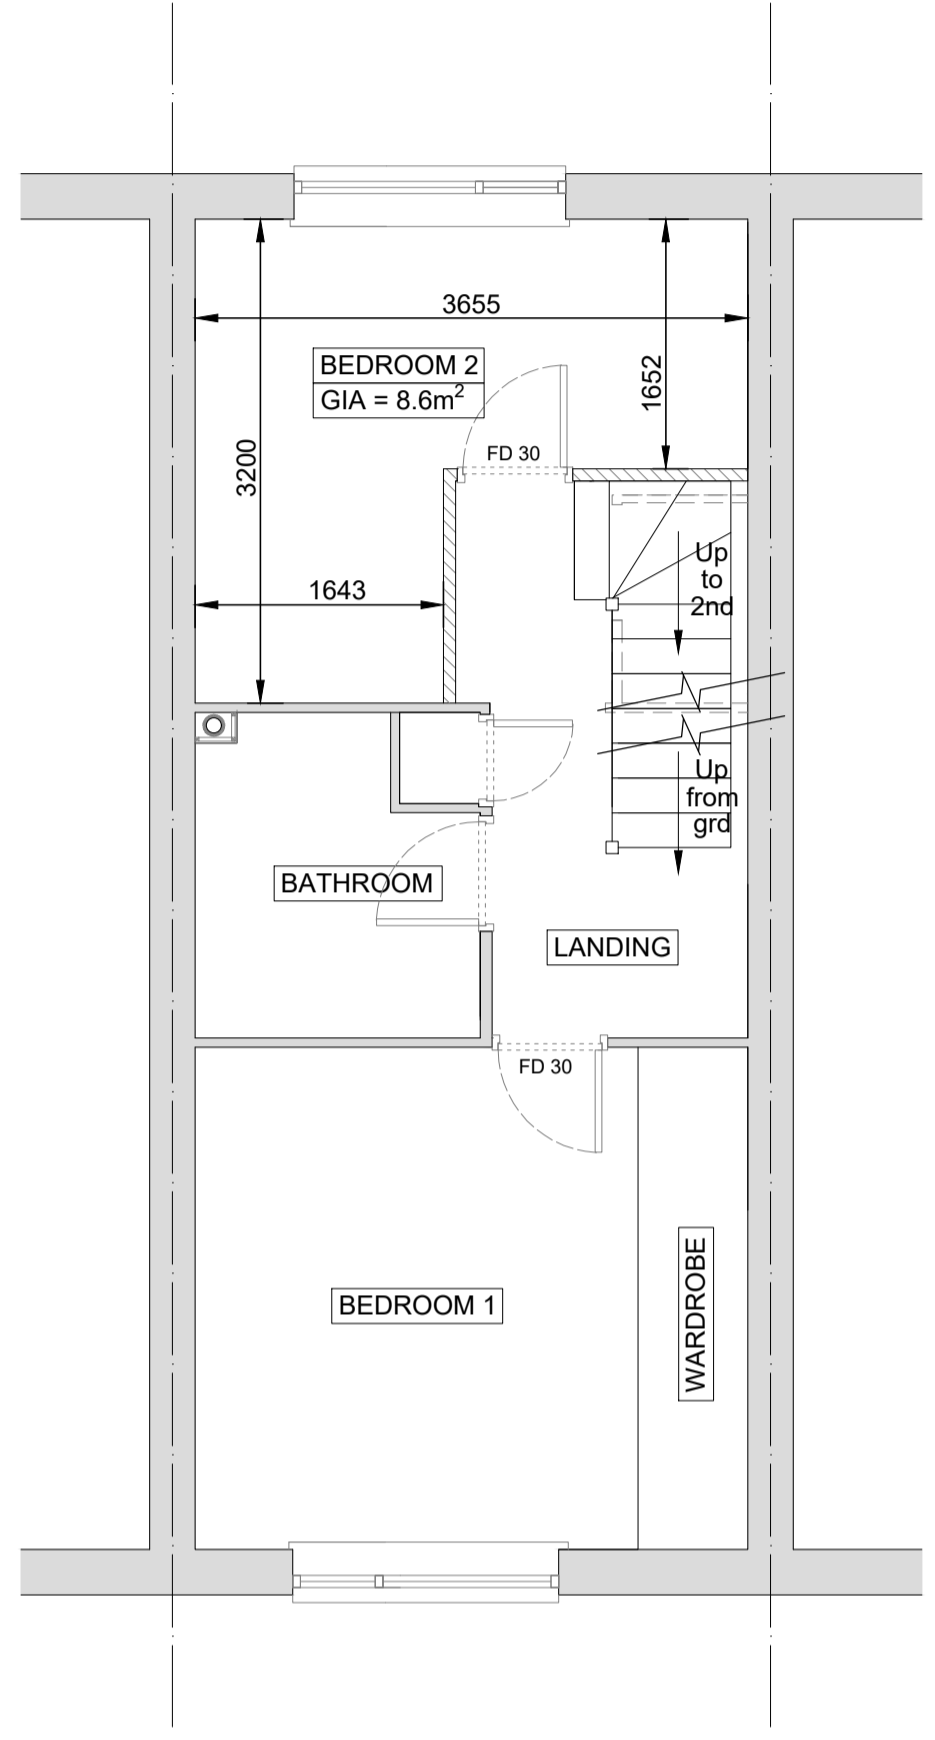 3655
BEDROOM 2
GIA = 8.6m²
1652
FD 30
3200
Up
to
2nd
1643
Up
from
grd
BATHROOM
LANDING
FD 30
WARDROBE
BEDROOM 1